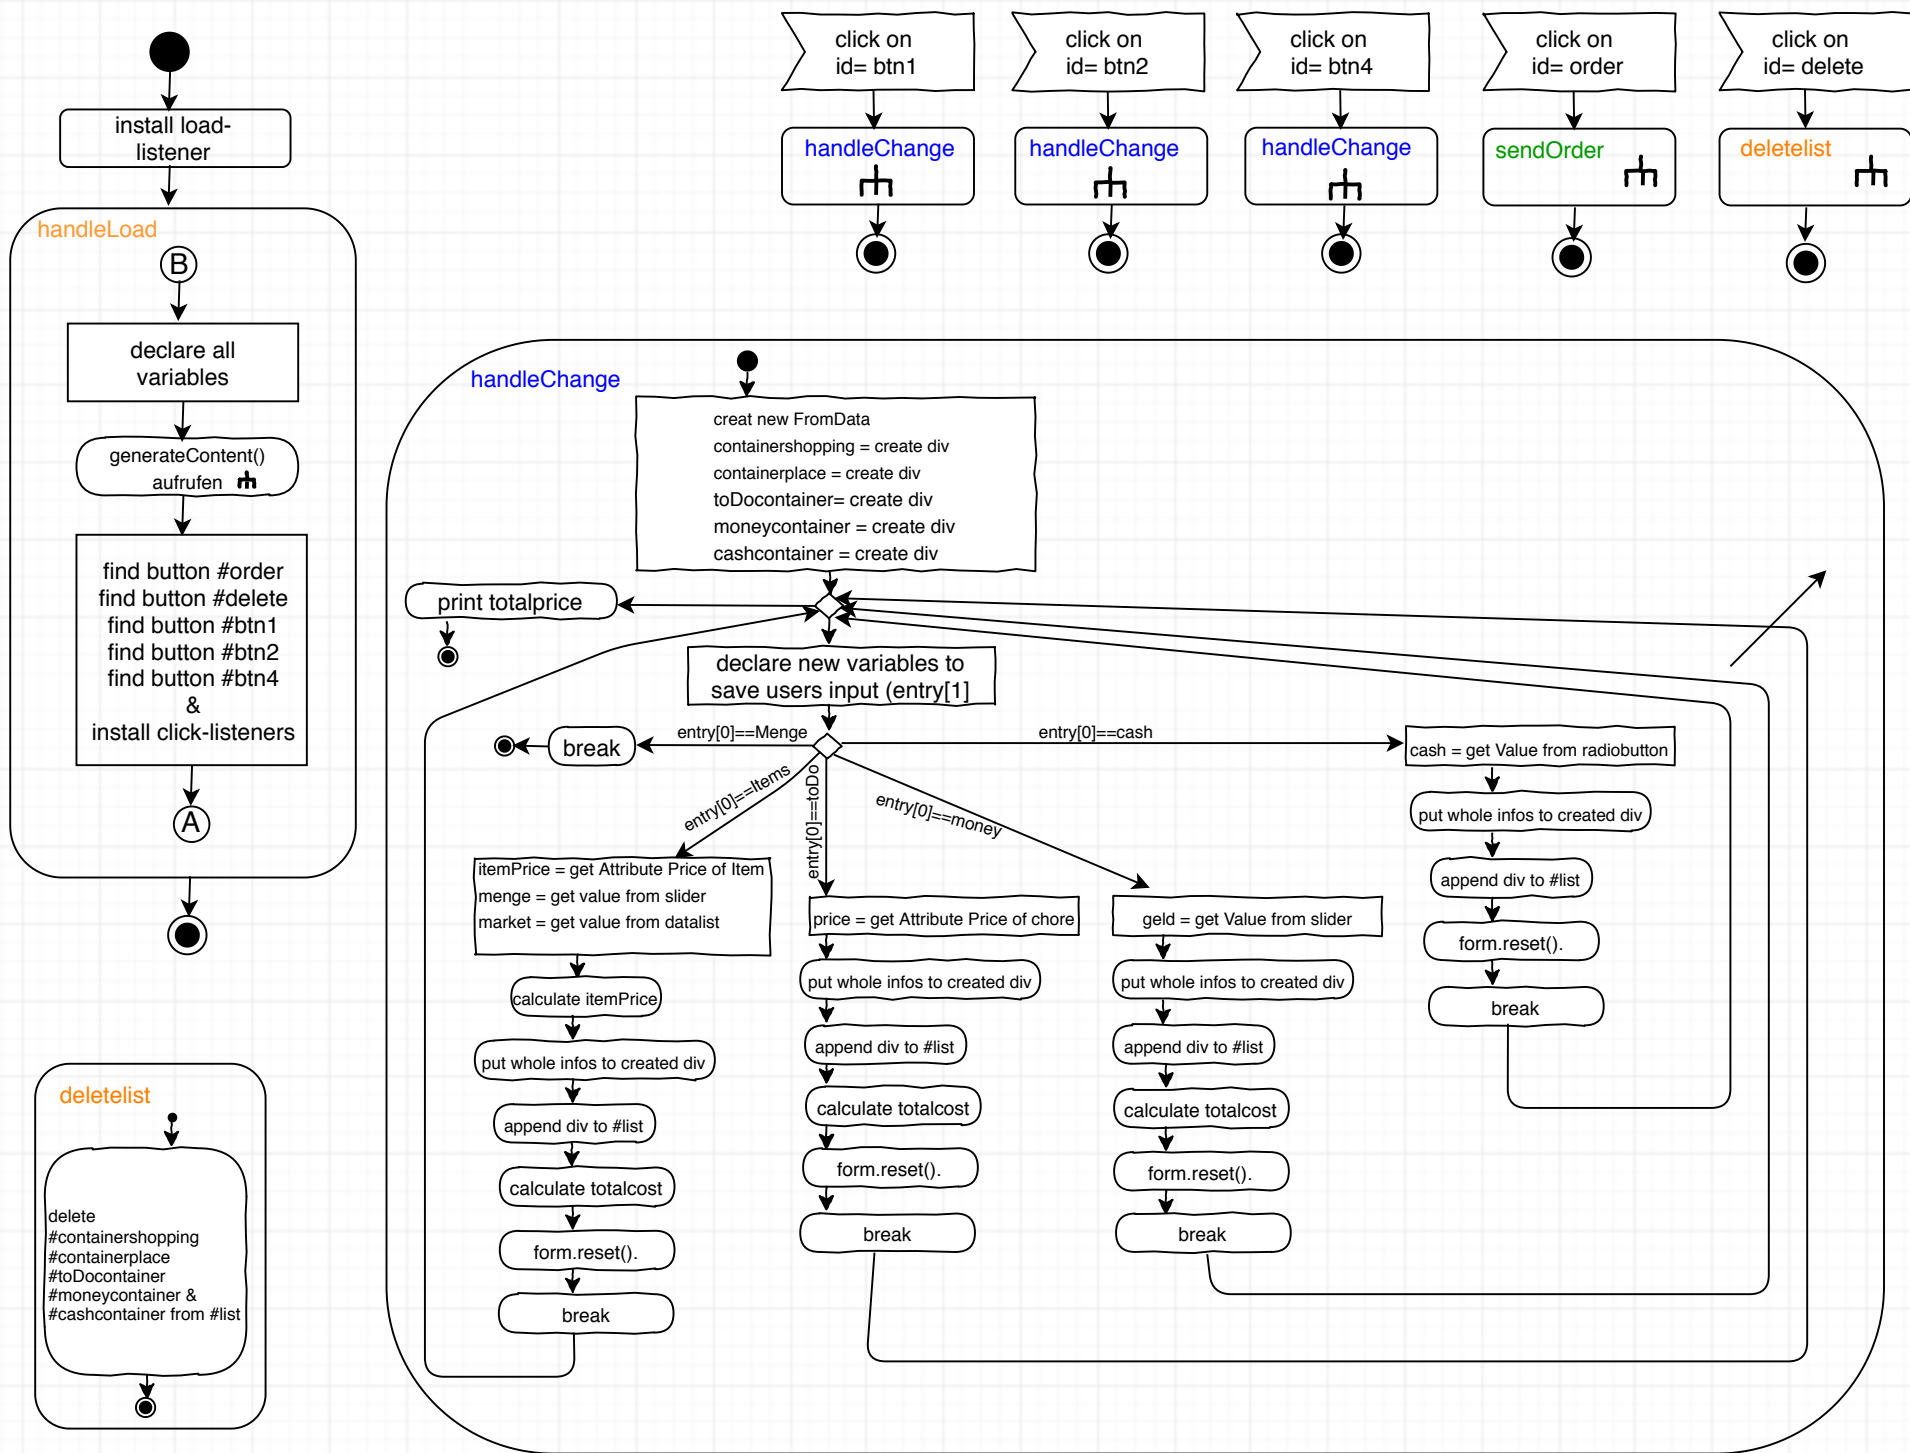 install load-
listener
handleLoad
B
declare all
variables
generateContent()
aufrufen
find button #order
find button #delete
find button #btn1
find button #btn2
find button #btn4
&
install click-listeners
A
deletelist
delete
#containershopping
#containerplace
#toDocontainer
#moneycontainer &
#cashcontainer from #list
click on
id= btn1
handleChange
click on
id= btn2
handleChange
click on
id= btn4
handleChange
click on
id= order
sendOrder
click on
id= delete
deletelist
handleChange
creat new FromData
containershopping = create div
containerplace = create div
toDocontainer= create div
moneycontainer = create div
cashcontainer = create div
print totalprice
declare new variables to
save users input (entry[1]
entry[0]==Menge
break
entry[0]==Items
entry[0]==toDo
entry[0]==money
entry[0]==cash
itemPrice = get Attribute Price of Item
menge = get value from slider
market = get value from datalist
calculate itemPrice
put whole infos to created div
append div to #list
calculate totalcost
form.reset().
break
price = get Attribute Price of chore
put whole infos to created div
append div to #list
calculate totalcost
form.reset().
break
geld = get Value from slider
put whole infos to created div
append div to #list
calculate totalcost
form.reset().
break
cash = get Value from radiobutton
put whole infos to created div
append div to #list
form.reset().
break